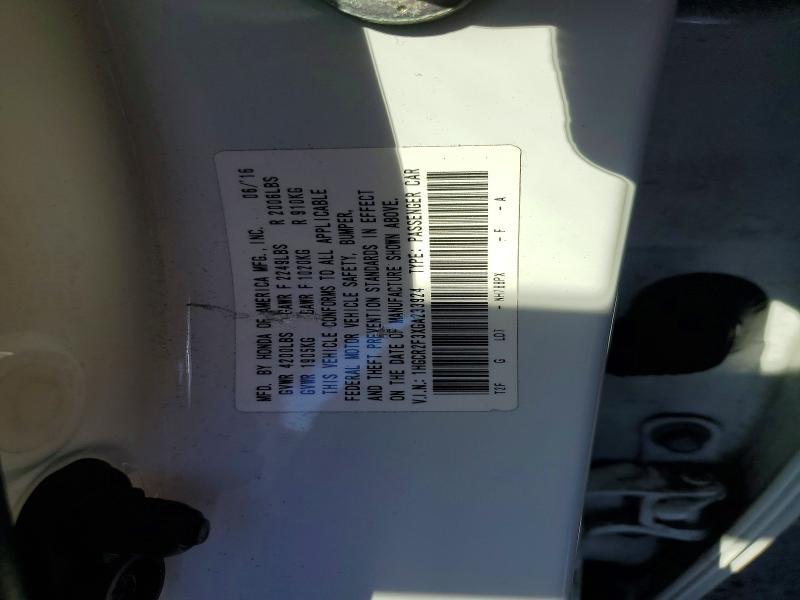 MFD. BY HONDA OF AMERICA MFG., INC. 06/16
GVWR 4200LBS GAWR F 2249LBS R 2006LBS
GVWR 1905KG GAWR F 1020KG R 910KG
THIS VEHICLE CONFORMS TO ALL APPLICABLE
FEDERAL MOTOR VEHICLE SAFETY, BUMPER,
AND THEFT PREVENTION STANDARDS IN EFFECT
ON THE DATE OF MANUFACTURE SHOWN ABOVE.
V.I.N.: 1HGCR2F3XGA233924 TYPE: PASSENGER CAR
T2F G LD7 - NH788PX - F - A